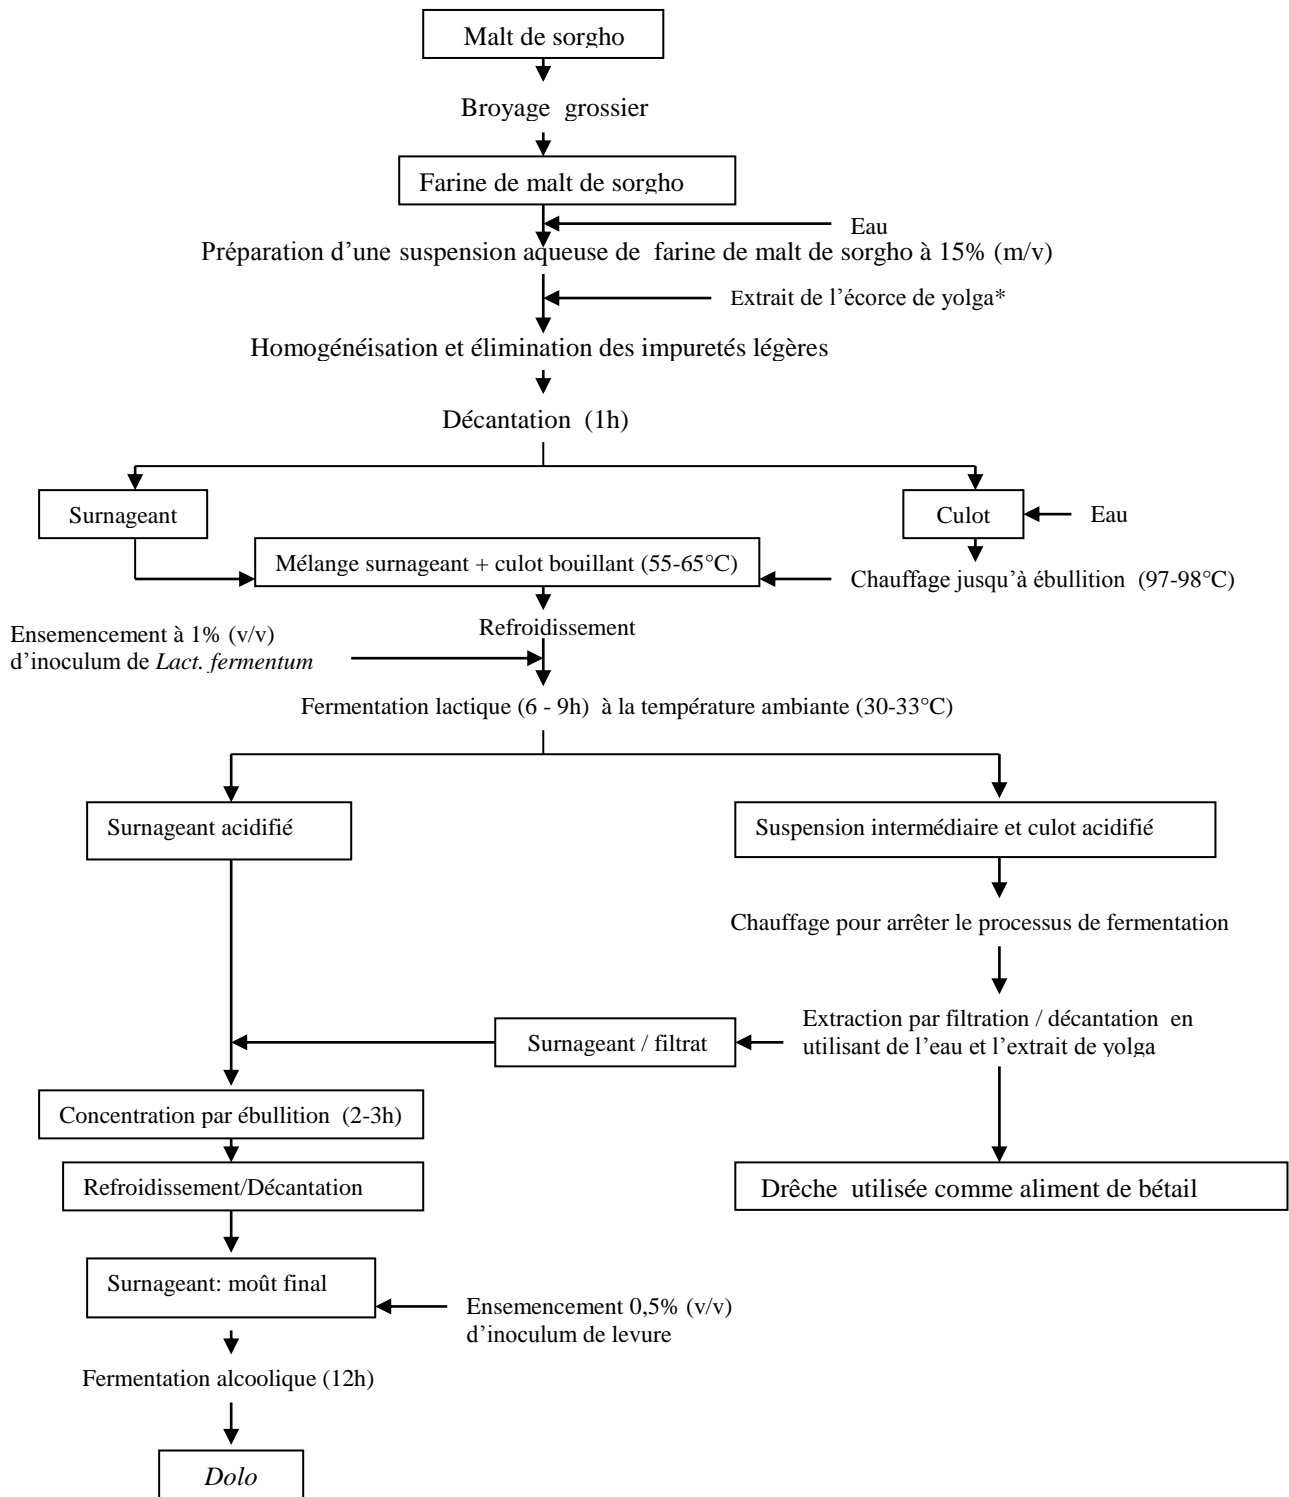 Malt de sorgho
Broyage grossier
Farine de malt de sorgho
Eau
Préparation d’une suspension aqueuse de farine de malt de sorgho à 15% (m/v)
Extrait de l’écorce de yolga*
Homogénéisation et élimination des impuretés légères
Décantation (1h)
Surnageant
Culot
Eau
Mélange surnageant + culot bouillant (55-65°C)
Chauffage jusqu’à ébullition (97-98°C)
Refroidissement
Ensemencement à 1% (v/v)
d’inoculum de Lact. fermentum
Fermentation lactique (6 - 9h) à la température ambiante (30-33°C)
Surnageant acidifié
Suspension intermédiaire et culot acidifié
Chauffage pour arrêter le processus de fermentation
Extraction par filtration / décantation en
utilisant de l’eau et l’extrait de yolga
Surnageant / filtrat
Concentration par ébullition (2-3h)
Refroidissement/Décantation
Drêche utilisée comme aliment de bétail
Surnageant: moût final
Ensemencement 0,5% (v/v)
d’inoculum de levure
Fermentation alcoolique (12h)
Dolo